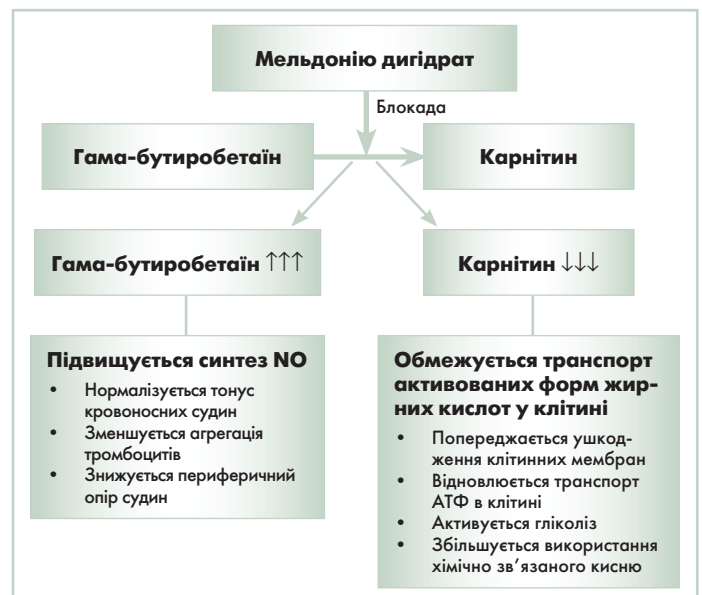 Мельдонію дигідрат
Блокада
Гама-бутиробетаїн
Карнітин
Гама-бутиробетаїн ↑↑↑
Карнітин ↓↓↓
Підвищується синтез NO
• Нормалізується тонус
кровоносних судин
• Зменшується агрегація
тромбоцитів
• Знижується периферичний
опір судин
Обмежується транспорт
активованих форм жир-
них кислот у клітині
• Попереджається ушкод-
ження клітинних мембран
• Відновлюється транспорт
АТФ в клітині
• Активується гліколіз
• Збільшується використання
хімічно зв’язаного кисню